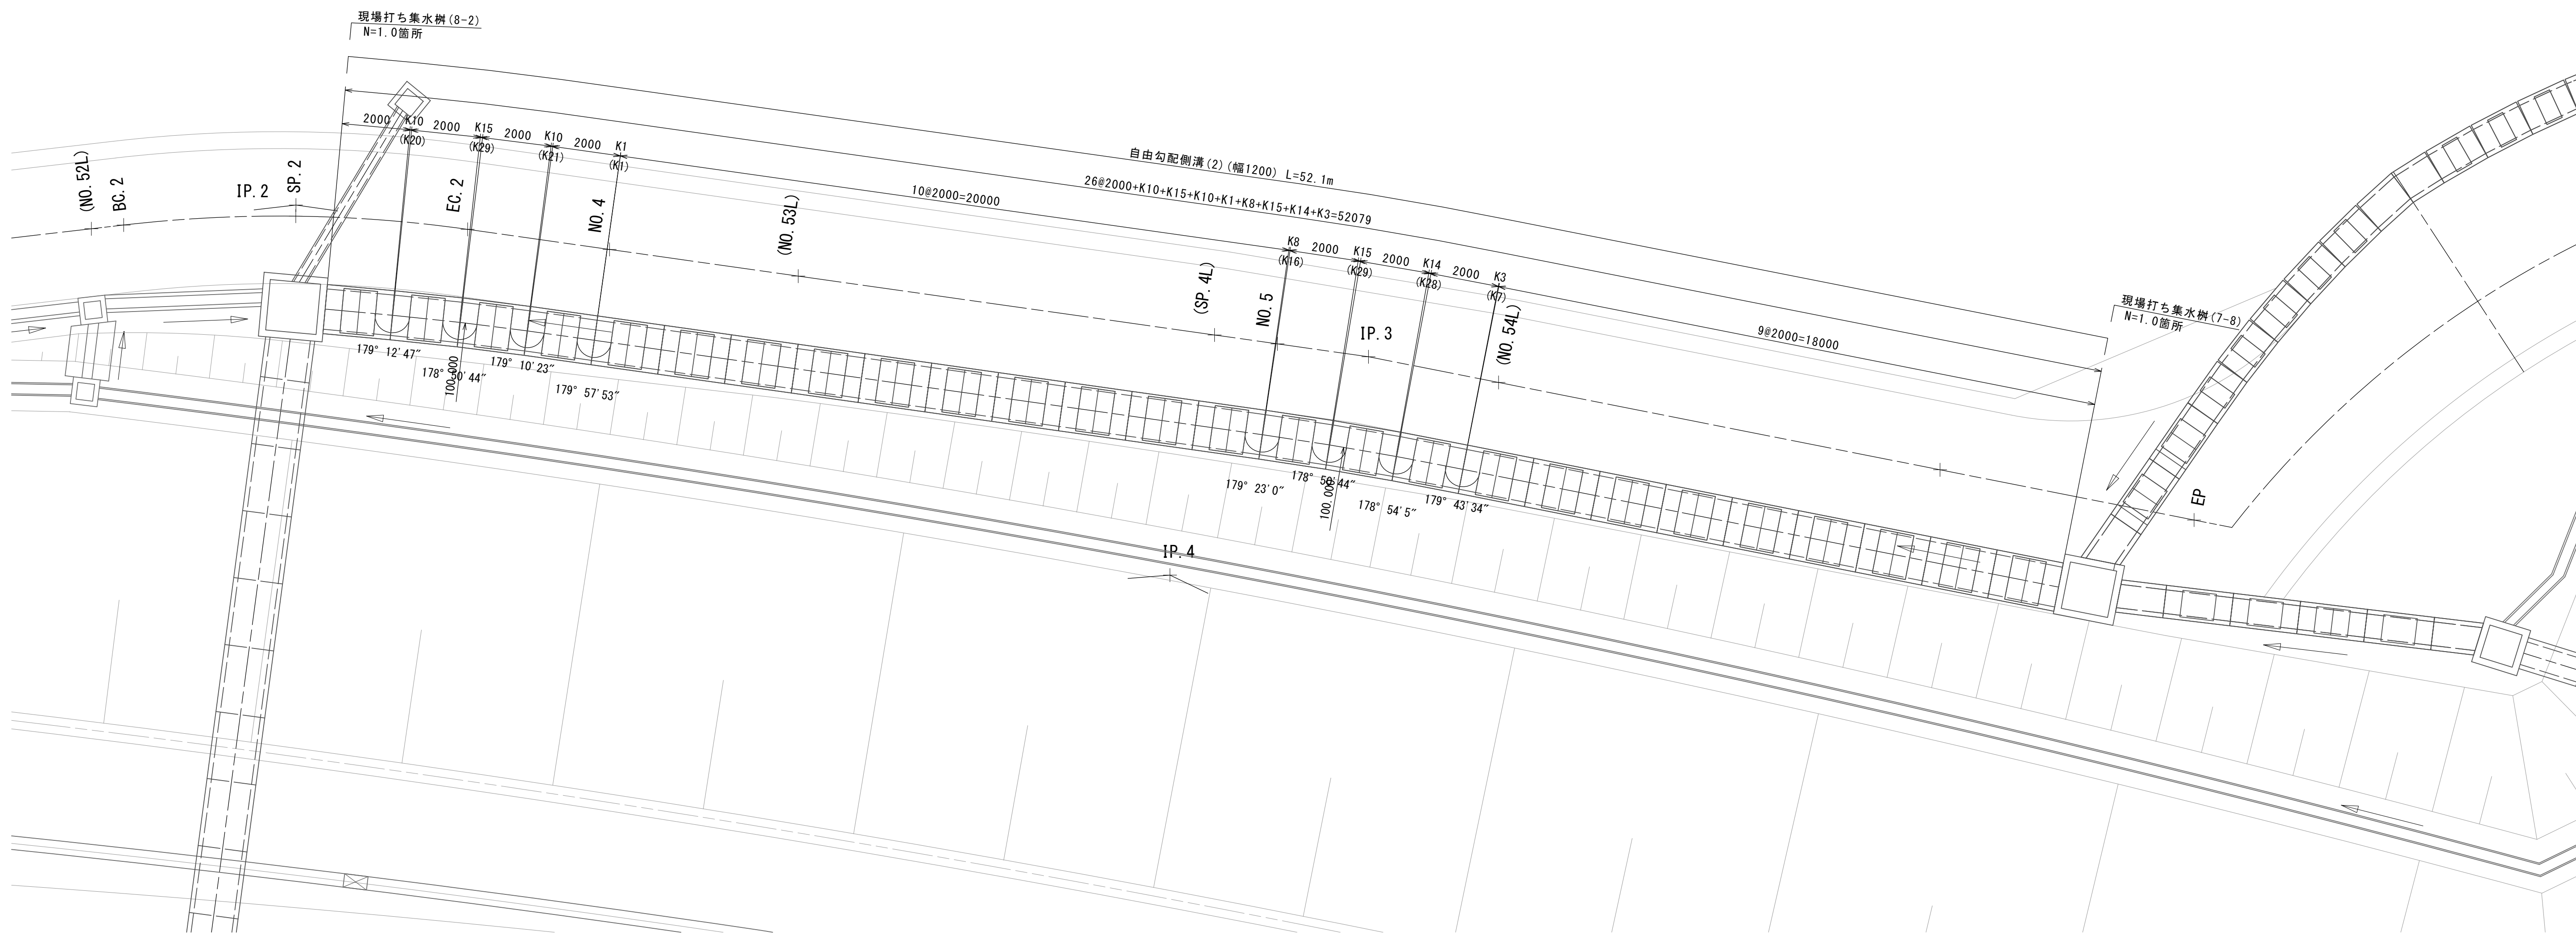 現場打ち集水桝(8-2)
N=1.0箇所
自由勾配側溝(2)(幅1200) L=52.1m
26@2000+K10+K15+K10+K1+K8+K15+K14+K3=52079
2000 K10 2000 K15 2000 K10 2000 K1
(K20) (K29) (K21) (K1)
10@2000=20000
K8 2000 K15 2000 K14 2000 K3
(K16) (K29) (K28) (K7)
9@2000=18000
現場打ち集水桝(7-8)
N=1.0箇所
(NO.52L)
BC.2
IP.2
SP.2
EC.2
NO.4
(NO.53L)
(SP.4L)
NO.5
IP.3
(NO.54L)
EP
179°12'47"
178°50'44"
100.000
179°10'23"
179°57'53"
179°23'0"
178°50'44"
100.000
178°54'5"
179°43'34"
IP.4